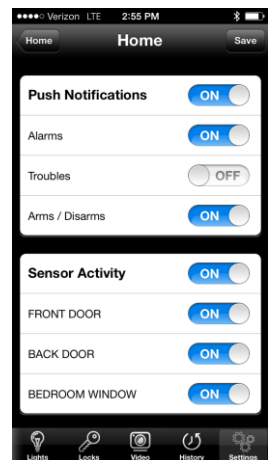 Verizon LTE 2:55 PM
Home Home Save
Push Notifications ON
Alarms ON
Troubles OFF
Arms / Disarms ON
Sensor Activity ON
FRONT DOOR ON
BACK DOOR ON
BEDROOM WINDOW ON
Lights Locks Video History Settings